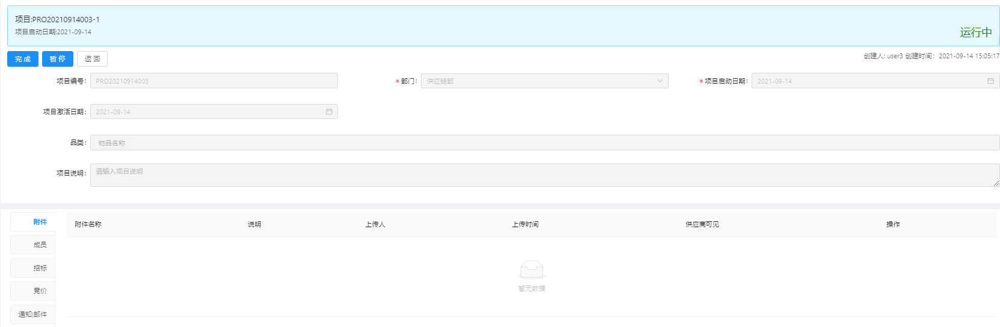 项目:PRO20210914003-1
项目启动日期:2021-09-14
运行中
完 成 暂 停 返 回
创建人: user3 创建时间： 2021-09-14 15:05:17
项目编号： PRO20210914003 * 部门： 供应链部 * 项目启动日期： 2021-09-14
项目激活日期： 2021-09-14
品类： 物品名称
项目说明： 请输入项目说明
附件
成员
招标
竞价
通知|邮件
附件名称 说明 上传人 上传时间 供应商可见 操作
暂无数据